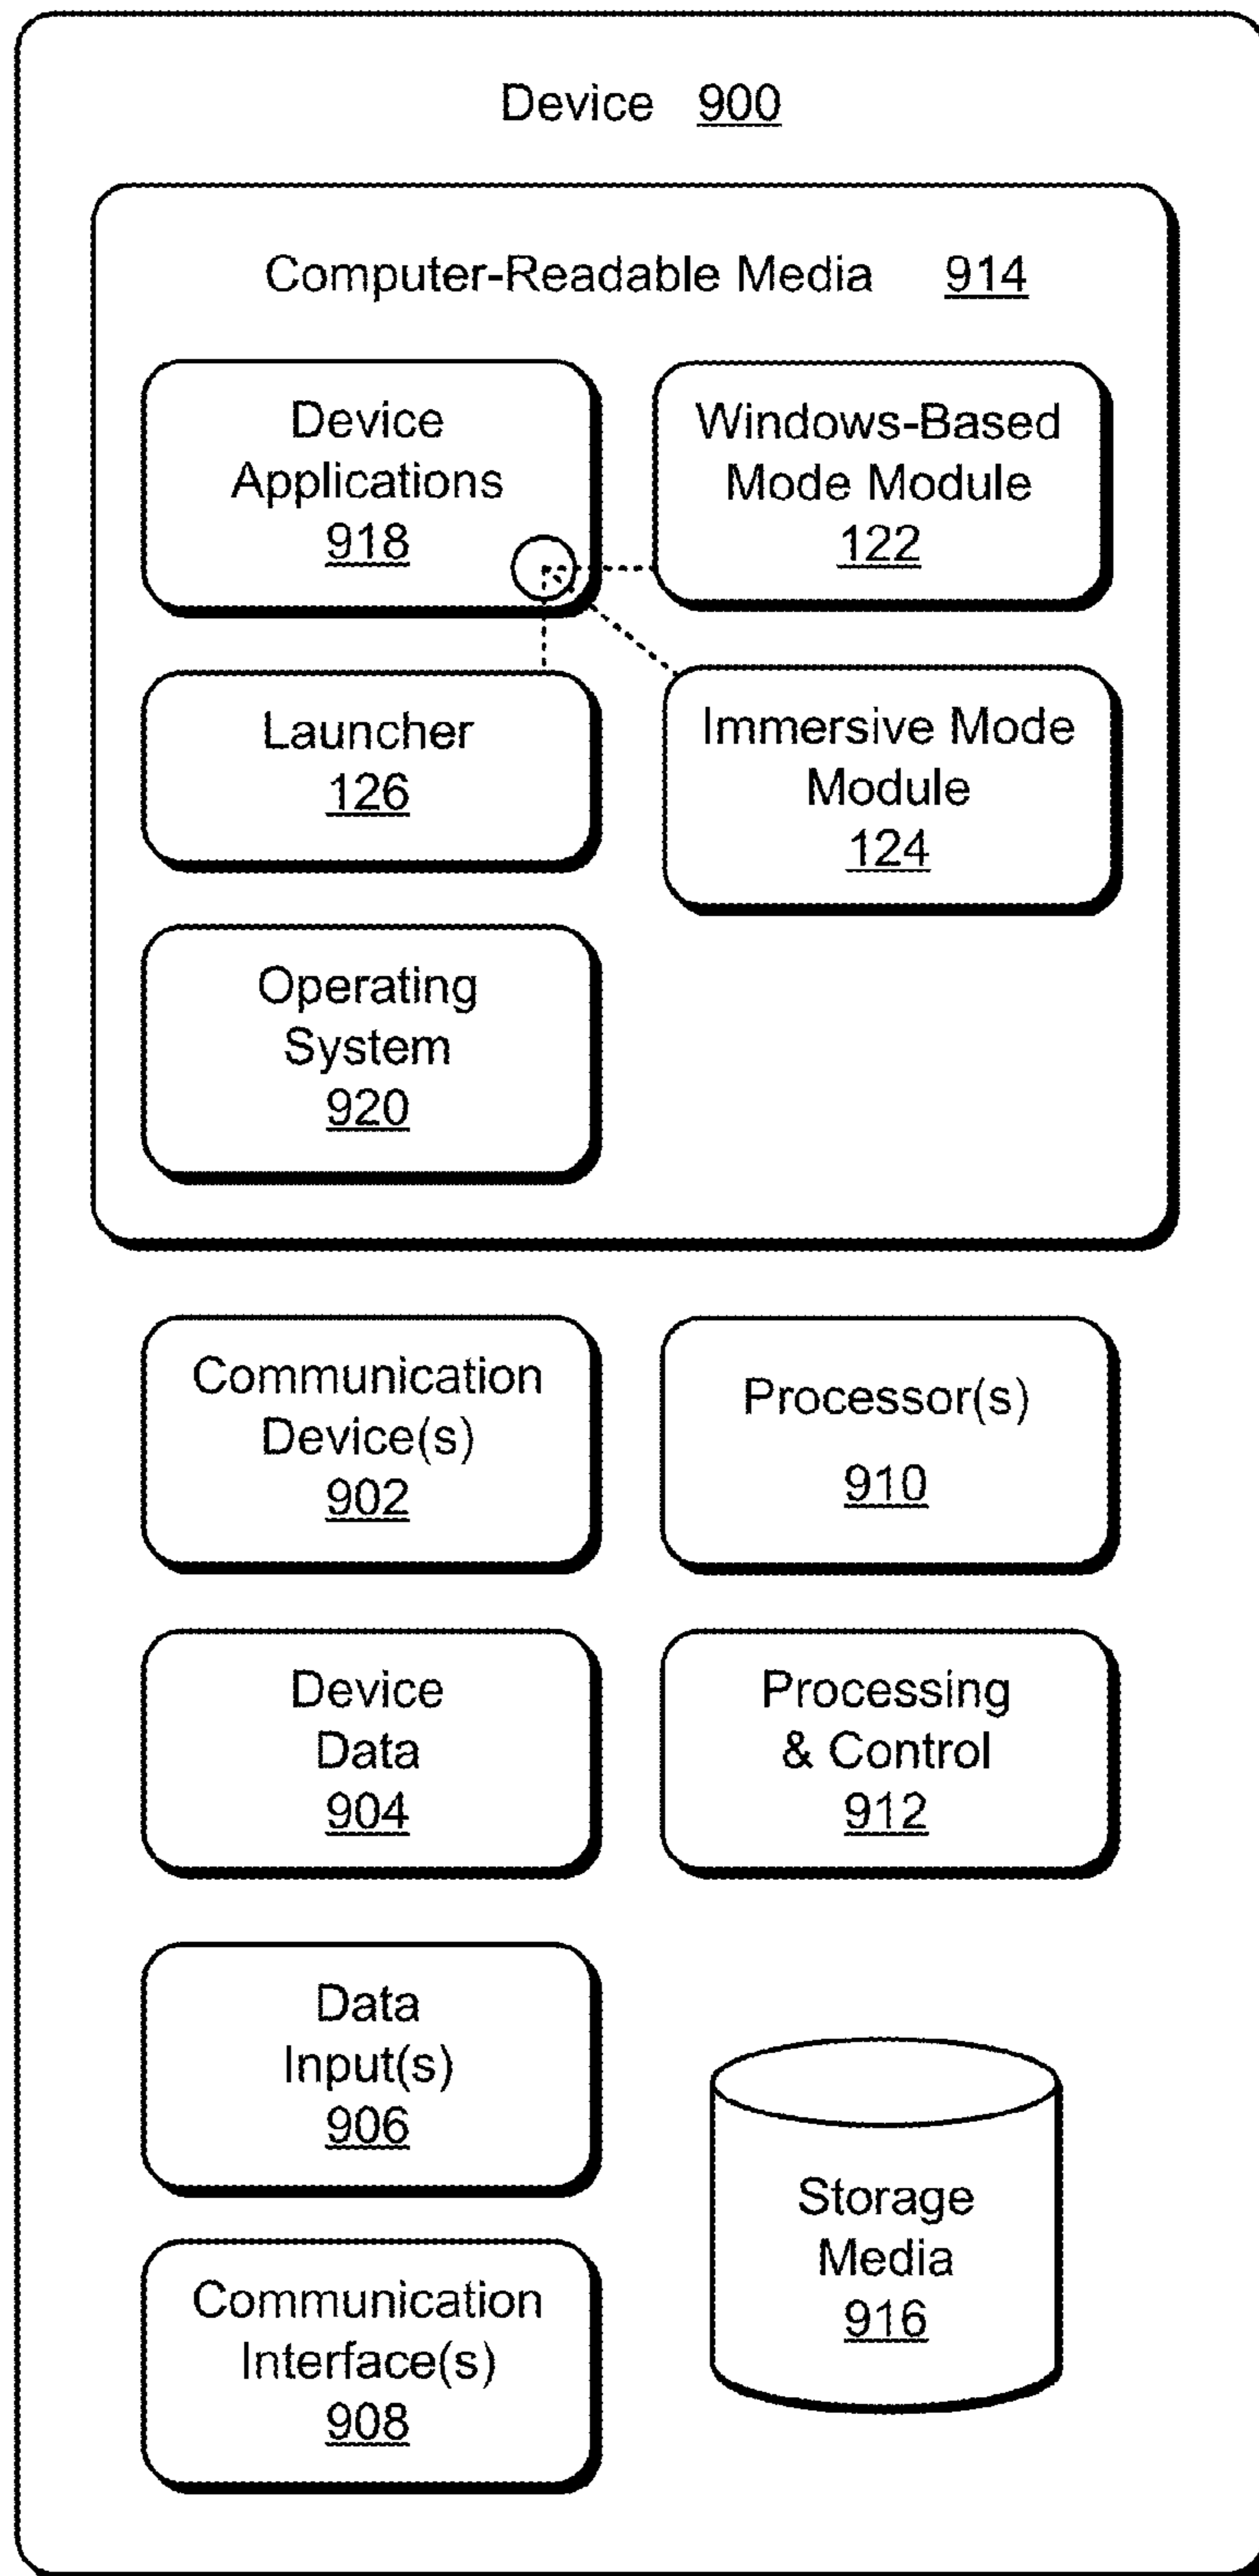 Device 900
Computer-Readable Media 914
Device
Applications
918
Windows-Based
Mode Module
122
Launcher
126
Immersive Mode
Module
124
Operating
System
920
Communication
Device(s)
902
Processor(s)
910
Device
Data
904
Processing
& Control
912
Data
Input(s)
906
Storage
Media
916
Communication
Interface(s)
908